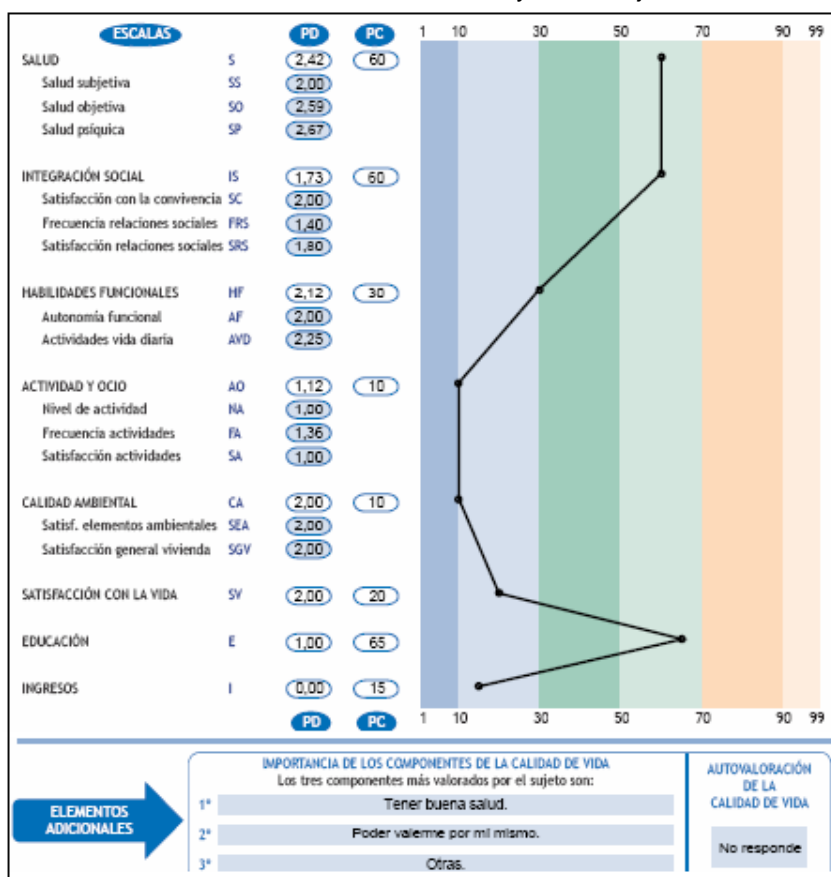 ESCALAS PD PC 1 10 30 50 70 90 99
SALUD S 2,42 60
Salud subjetiva SS 2,00
Salud objetiva SO 2,59
Salud psíquica SP 2,67
INTEGRACIÓN SOCIAL IS 1,73 60
Satisfacción con la convivencia SC 2,00
Frecuencia relaciones sociales FRS 1,40
Satisfacción relaciones sociales SRS 1,80
HABILIDADES FUNCIONALES HF 2,12 30
Autonomía funcional AF 2,00
Actividades vida diaria AVD 2,25
ACTIVIDAD Y OCIO AO 1,12 10
Nivel de actividad NA 1,00
Frecuencia actividades FA 1,36
Satisfacción actividades SA 1,00
CALIDAD AMBIENTAL CA 2,00 10
Satisf. elementos ambientales SEA 2,00
Satisfacción general vivienda SGV 2,00
SATISFACCIÓN CON LA VIDA SV 2,00 20
EDUCACIÓN E 1,00 65
INGRESOS I 0,00 15
PD PC 1 10 30 50 70 90 99
ELEMENTOS
ADICIONALES
IMPORTANCIA DE LOS COMPONENTES DE LA CALIDAD DE VIDA
Los tres componentes más valorados por el sujeto son:
1º Tener buena salud.
2º Poder valerme por mi mismo.
3º Otras.
AUTOVALORACIÓN
DE LA
CALIDAD DE VIDA
No responde